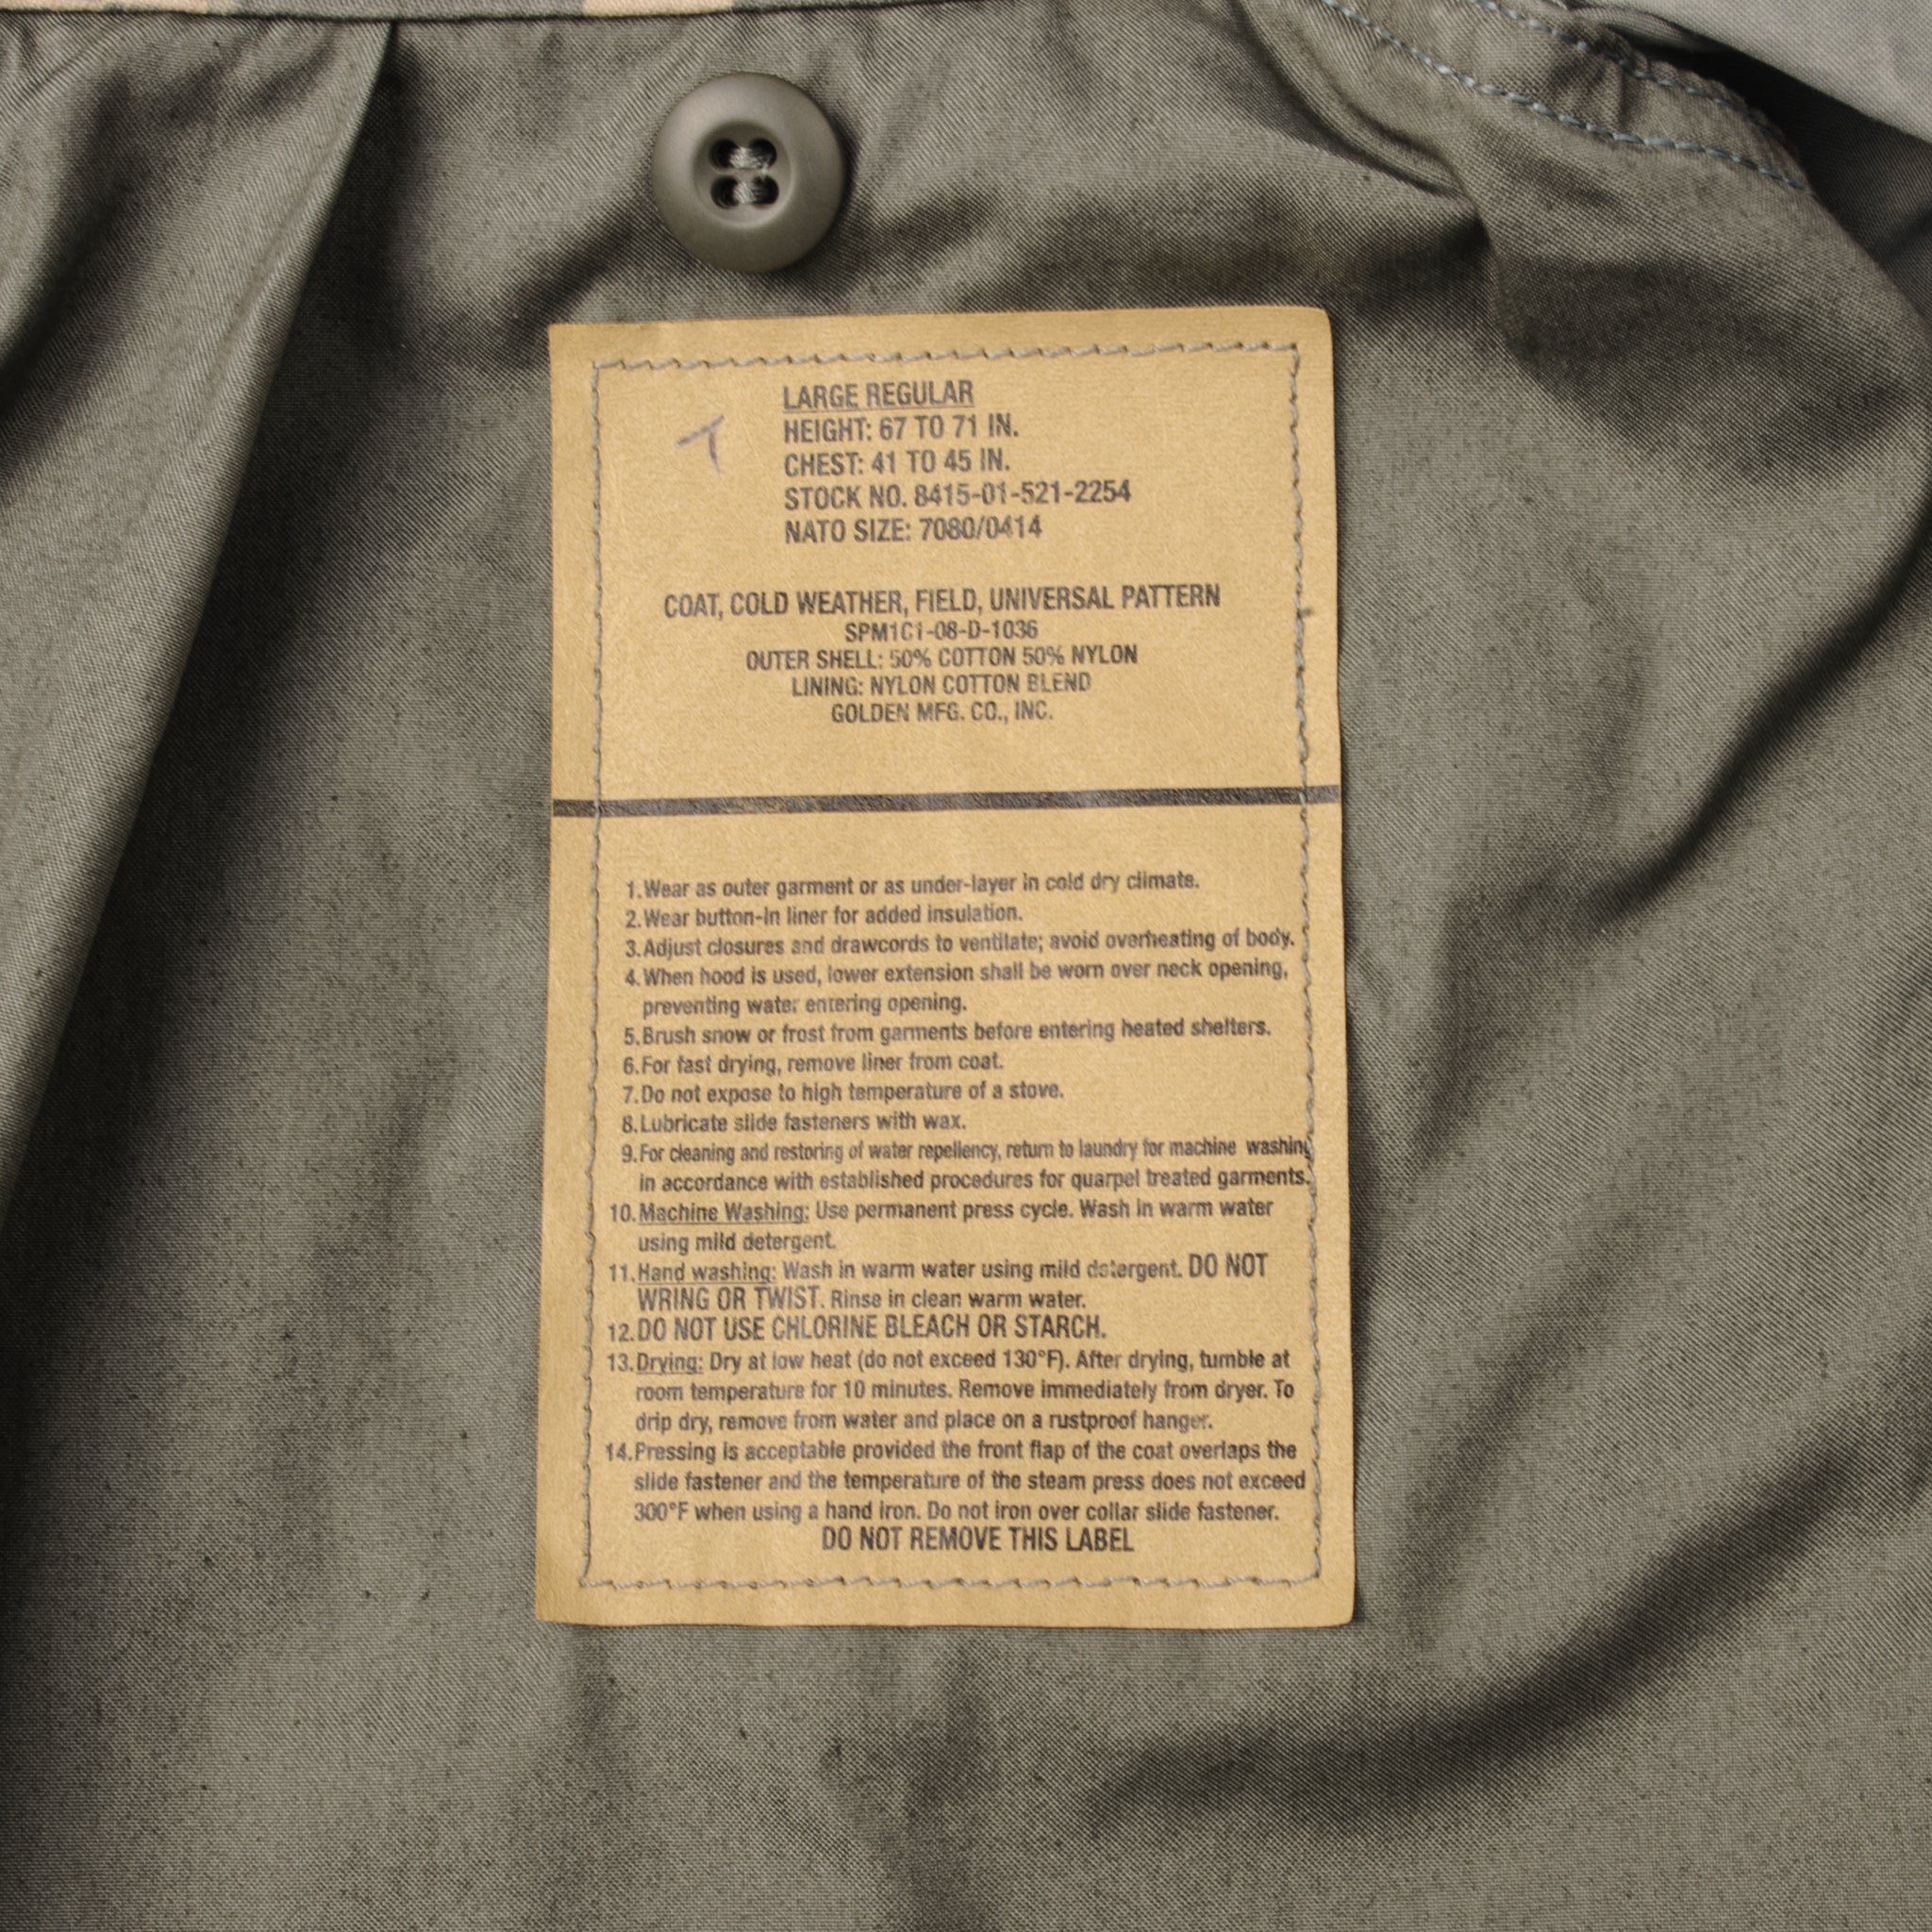 LARGE REGULAR
HEIGHT: 67 TO 71 IN.
CHEST: 41 TO 45 IN.
STOCK NO. 8415-01-521-2254
NATO SIZE: 7080/0414
COAT, COLD WEATHER, FIELD, UNIVERSAL PATTERN
SPM1C1-08-D-1036
OUTER SHELL: 50% COTTON 50% NYLON
LINING: NYLON COTTON BLEND
GOLDEN MFG. CO., INC.
1. Wear as outer garment or as under-layer in cold dry climate.
2. Wear button-in liner for added insulation.
3. Adjust closures and drawcords to ventilate; avoid overheating of body.
4. When hood is used, lower extension shall be worn over neck opening,
preventing water entering opening.
5. Brush snow or frost from garments before entering heated shelters.
6. For fast drying, remove liner from coat.
7. Do not expose to high temperature of a stove.
8. Lubricate slide fasteners with wax.
9. For cleaning and restoring of water repellency, return to laundry for machine washing
in accordance with established procedures for quarpel treated garments.
10. Machine Washing: Use permanent press cycle. Wash in warm water
using mild detergent.
11. Hand washing: Wash in warm water using mild detergent. DO NOT
WRING OR TWIST. Rinse in clean warm water.
12. DO NOT USE CHLORINE BLEACH OR STARCH.
13. Drying: Dry at low heat (do not exceed 130°F). After drying, tumble at
room temperature for 10 minutes. Remove immediately from dryer. To
drip dry, remove from water and place on a rustproof hanger.
14. Pressing is acceptable provided the front flap of the coat overlaps the
slide fastener and the temperature of the steam press does not exceed
300°F when using a hand iron. Do not iron over collar slide fastener.
DO NOT REMOVE THIS LABEL